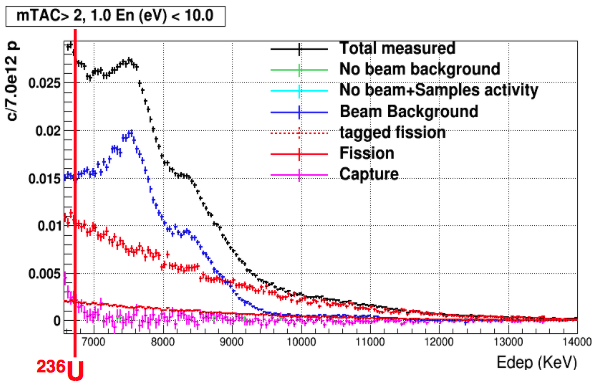 mTAC> 2, 1.0 En (eV) < 10.0
c/7.0e12 p
0.025
0.02
0.015
0.01
0.005
0
Total measured
No beam background
No beam+Samples activity
Beam Background
tagged fission
Fission
Capture
7000 8000 9000 10000 11000 12000 13000 14000
Edep (KeV)
236U